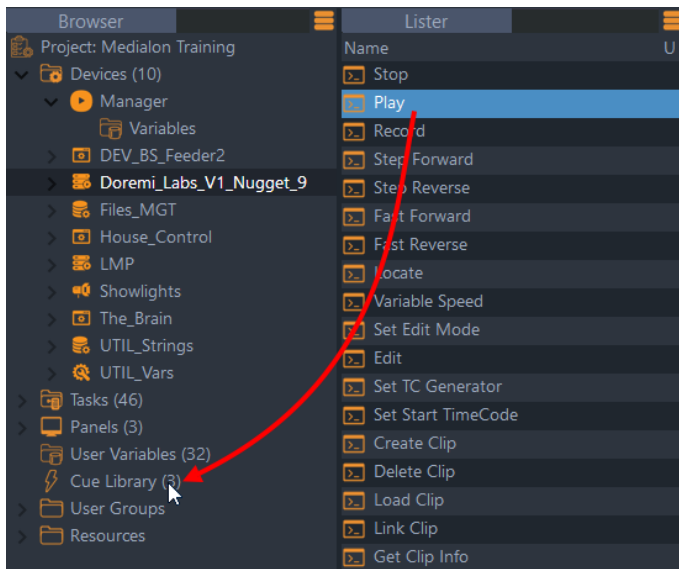 Browser
Project: Medialon Training
Devices (10)
Manager
Variables
DEV_BS_Feeder2
Doremi_Labs_V1_Nugget_9
Files_MGT
House_Control
LMP
Showlights
The_Brain
UTIL_Strings
UTIL_Vars
Tasks (46)
Panels (3)
User Variables (32)
Cue Library (3)
User Groups
Resources
Lister
Name U
Stop
Play
Record
Step Forward
Step Reverse
Fast Forward
Fast Reverse
Locate
Variable Speed
Set Edit Mode
Edit
Set TC Generator
Set Start TimeCode
Create Clip
Delete Clip
Load Clip
Link Clip
Get Clip Info